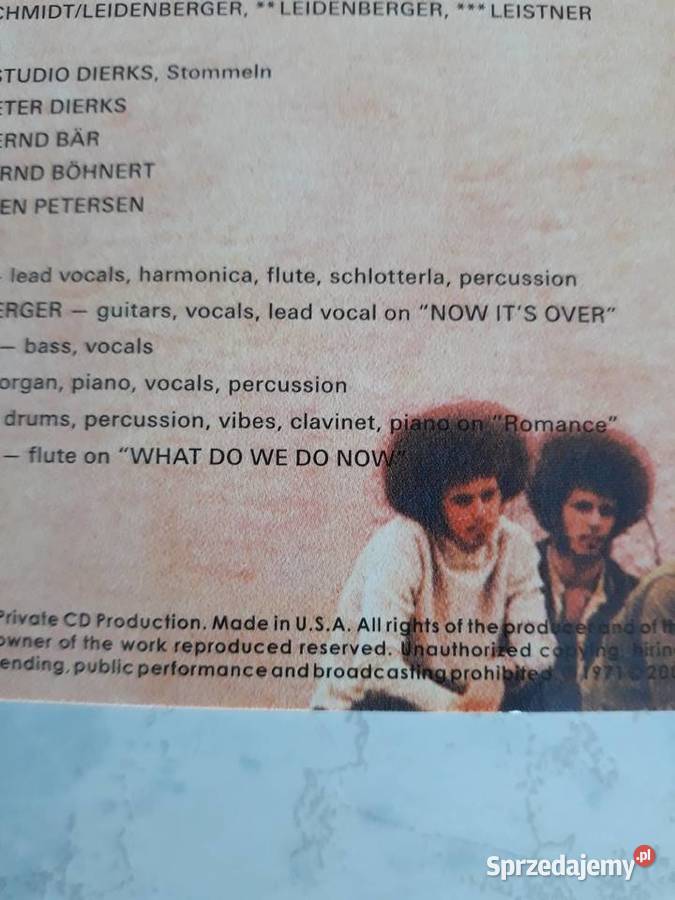 CHMIDT/LEIDENBERGER, **LEIDENBERGER, ***LEISTNER
STUDIO DIERKS, Stommeln
ETER DIERKS
ERND BÄR
RND BÖHNERT
EN PETERSEN
- lead vocals, harmonica, flute, schlotterla, percussion
ERGER — guitars, vocals, lead vocal on "NOW IT'S OVER"
— bass, vocals
organ, piano, vocals, percussion
drums, percussion, vibes, clavinet, piano on "Romance"
— flute on "WHAT DO WE DO NOW"
Private CD Production. Made in U.S.A. All rights of the producer and of th
owner of the work reproduced reserved. Unauthorized copying, hirin
lending, public performance and broadcasting prohibited. 1971
Sprzedajemy.pl